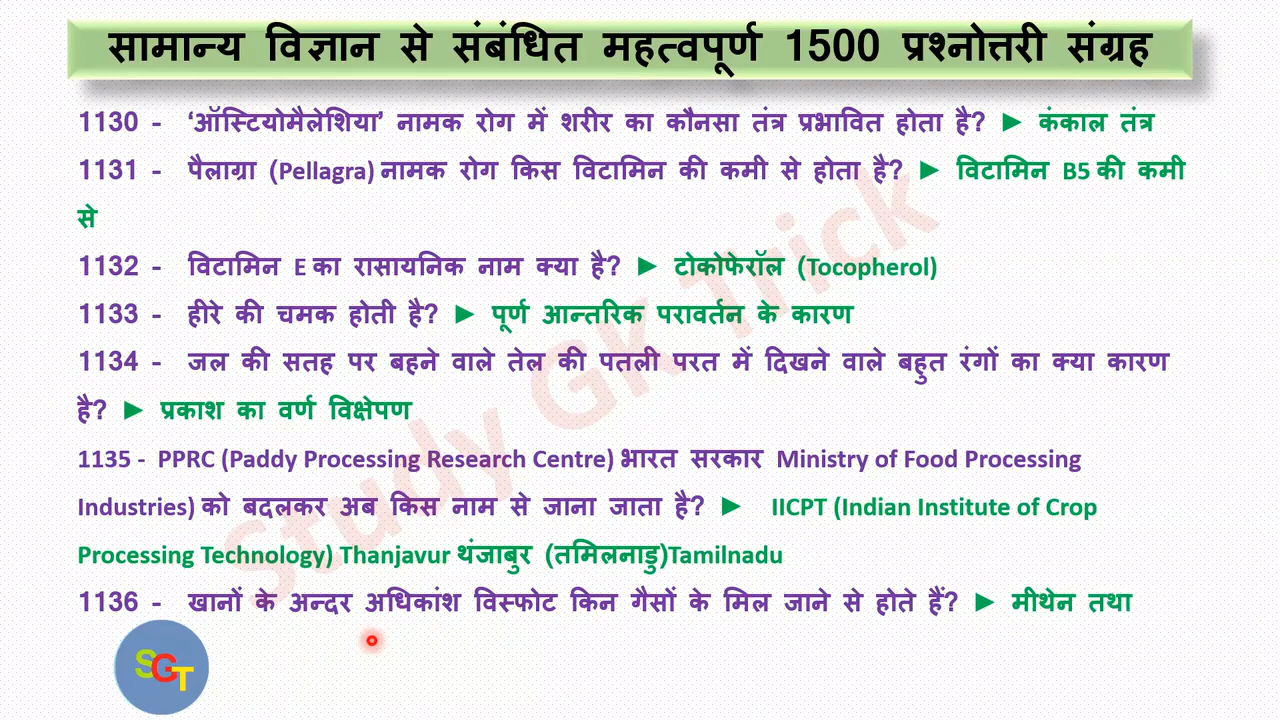 सामान्य विज्ञान से संबंधित महत्वपूर्ण 1500 प्रश्नोत्तरी संग्रह
1130 - ‘ऑस्टियोमैलेशिया’ नामक रोग में शरीर का कौनसा तंत्र प्रभावित होता है? ► कंकाल तंत्र
1131 - पैलाग्रा (Pellagra) नामक रोग किस विटामिन की कमी से होता है? ► विटामिन B5 की कमी
से
1132 - विटामिन E का रासायनिक नाम क्या है? ► टोकोफेरॉल (Tocopherol)
1133 - हीरे की चमक होती है? ► पूर्ण आन्तरिक परावर्तन के कारण
1134 - जल की सतह पर बहने वाले तेल की पतली परत में दिखने वाले बहुत रंगों का क्या कारण
है? ► प्रकाश का वर्ण विक्षेपण
1135 - PPRC (Paddy Processing Research Centre) भारत सरकार Ministry of Food Processing
Industries) को बदलकर अब किस नाम से जाना जाता है? ► IICPT (Indian Institute of Crop
Processing Technology) Thanjavur थंजाबुर (तमिलनाडु)Tamilnadu
1136 - खानों के अन्दर अधिकांश विस्फोट किन गैसों के मिल जाने से होते हैं? ► मीथेन तथा
Study GK Trick
SGT